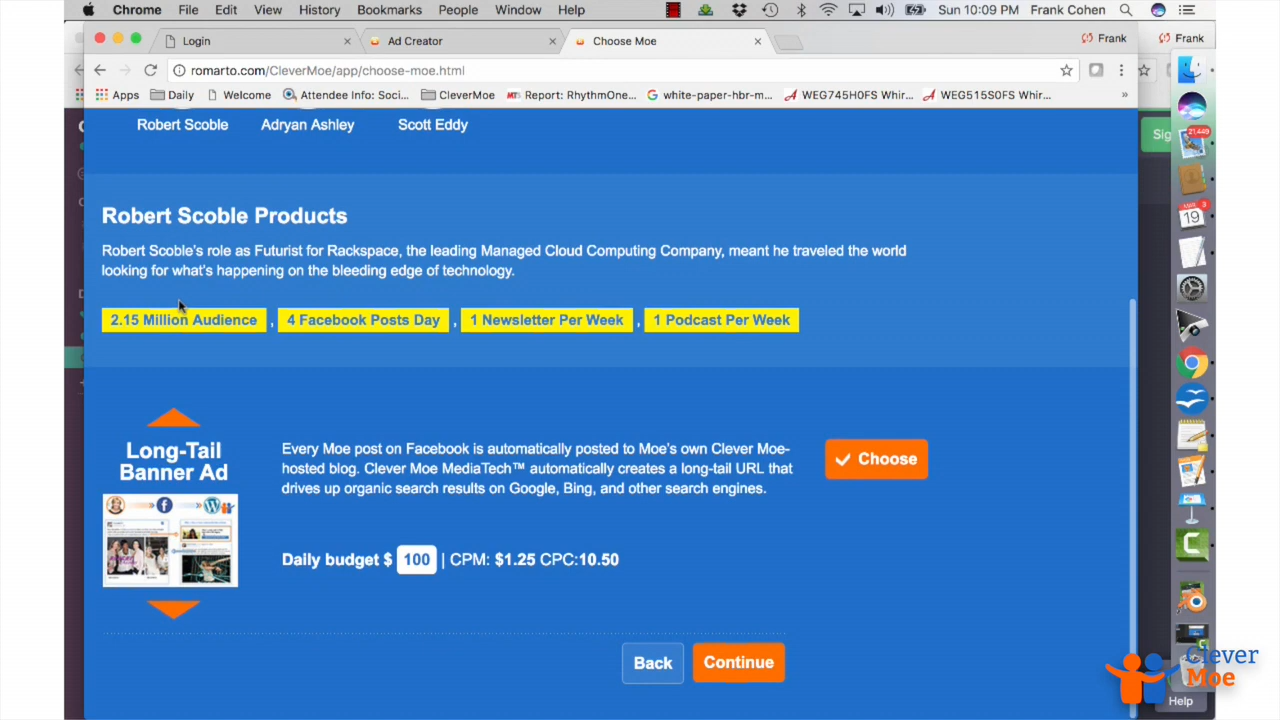 Chrome File Edit View History Bookmarks People Window Help Sun 10:09 PM Frank Cohen
Login Ad Creator Choose Moe Frank Frank
romarto.com/CleverMoe/app/choose-moe.html
Apps Daily Welcome Attendee Info: Soci... CleverMoe Report: RhythmOne... white-paper-hbr-m... WEG745H0FS Whir... WEG515S0FS Whir... »
Robert Scoble Adryan Ashley Scott Eddy
Sig
21,449
19
Robert Scoble Products
Robert Scoble's role as Futurist for Rackspace, the leading Managed Cloud Computing Company, meant he traveled the world
looking for what's happening on the bleeding edge of technology.
2.15 Million Audience , 4 Facebook Posts Day , 1 Newsletter Per Week , 1 Podcast Per Week
Long-Tail
Banner Ad
Every Moe post on Facebook is automatically posted to Moe's own Clever Moe-
hosted blog. Clever Moe MediaTech™ automatically creates a long-tail URL that
drives up organic search results on Google, Bing, and other search engines.
Choose
Daily budget $ 100 | CPM: $1.25 CPC:10.50
Back Continue
Clever
Moe
Help